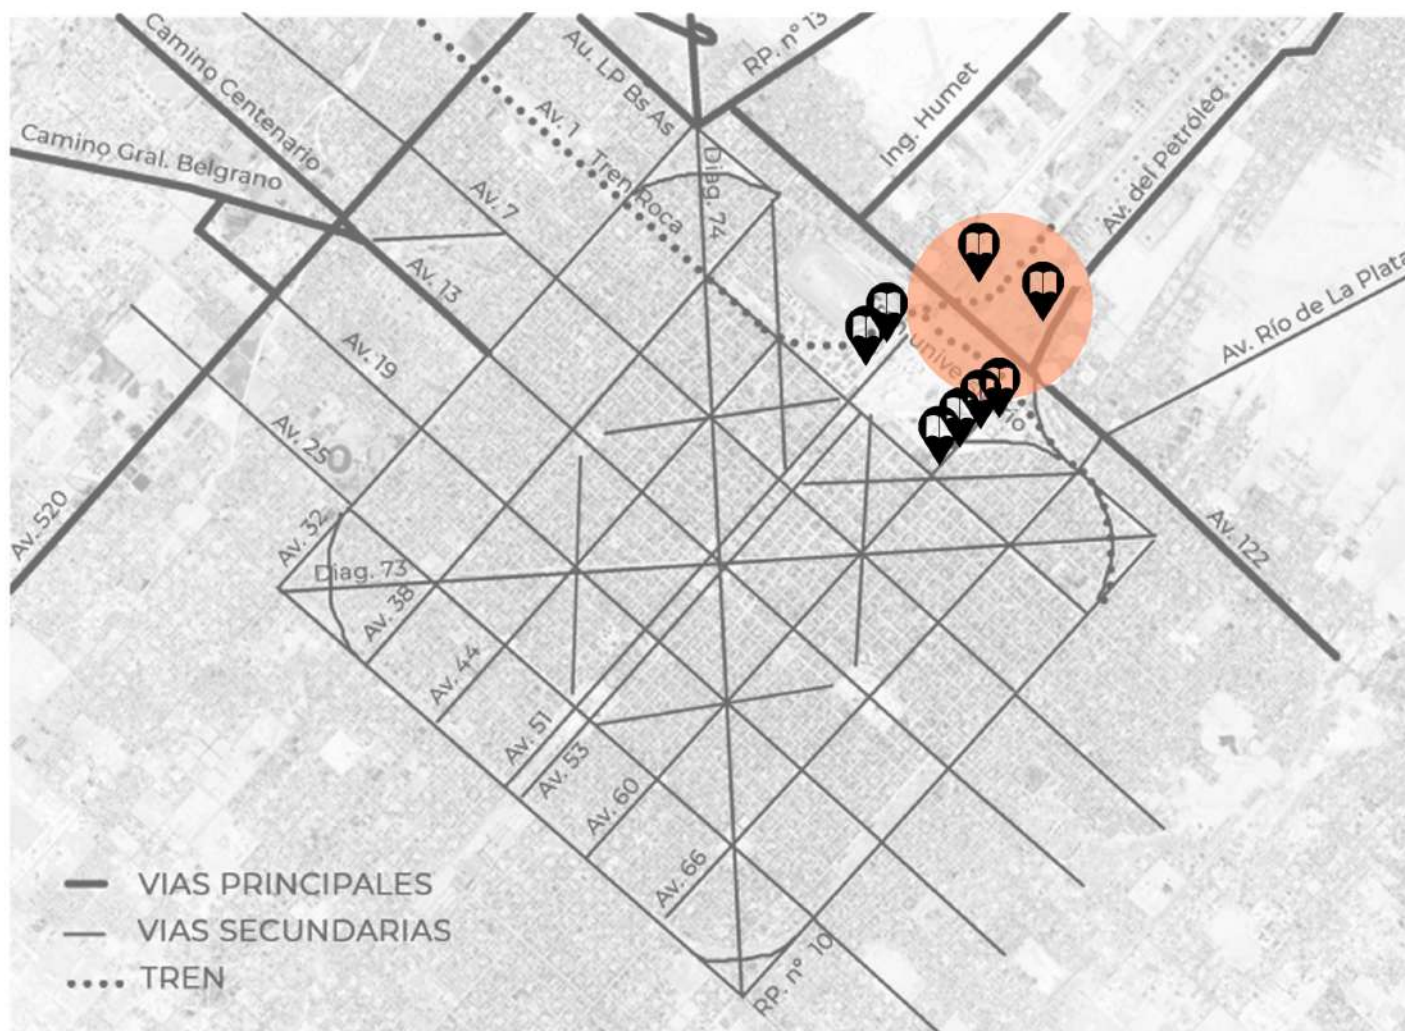 Camino Centenario
Camino Gral. Belgrano
Au. LP Bs As
RP. nº 13
Av. 1
Tren Roca
Diag. 74
Ing. Humet
Av. del Petróleo
Av. 7
Av. 13
Av. Río de La Plata
Av. 19
Av. 25
Av. 520
Av. 32
Diag. 73
Av. 38
Av. 44
Av. 51
Av. 53
Av. 60
Av. 66
Av. 122
RP. nº 10
VIAS PRINCIPALES
VIAS SECUNDARIAS
TREN